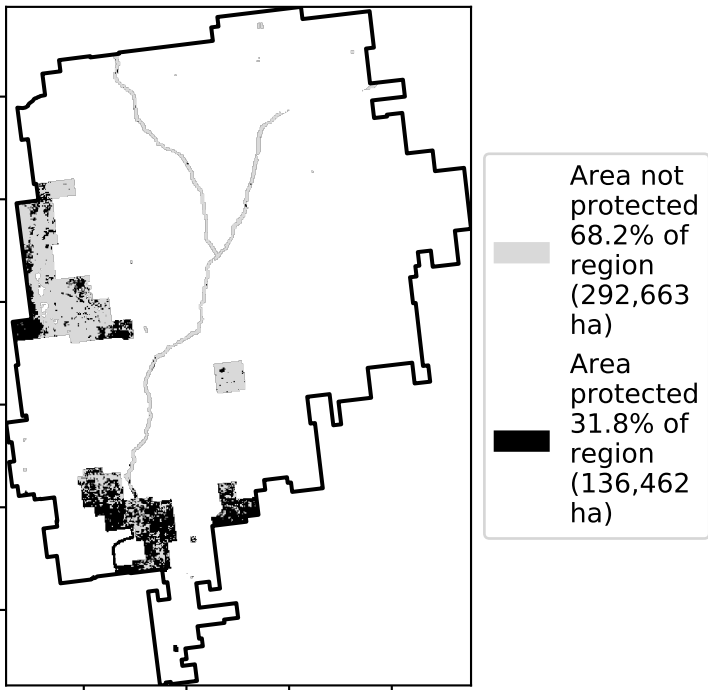 Area not
protected
68.2% of
region
(292,663
ha)
Area
protected
31.8% of
region
(136,462
ha)